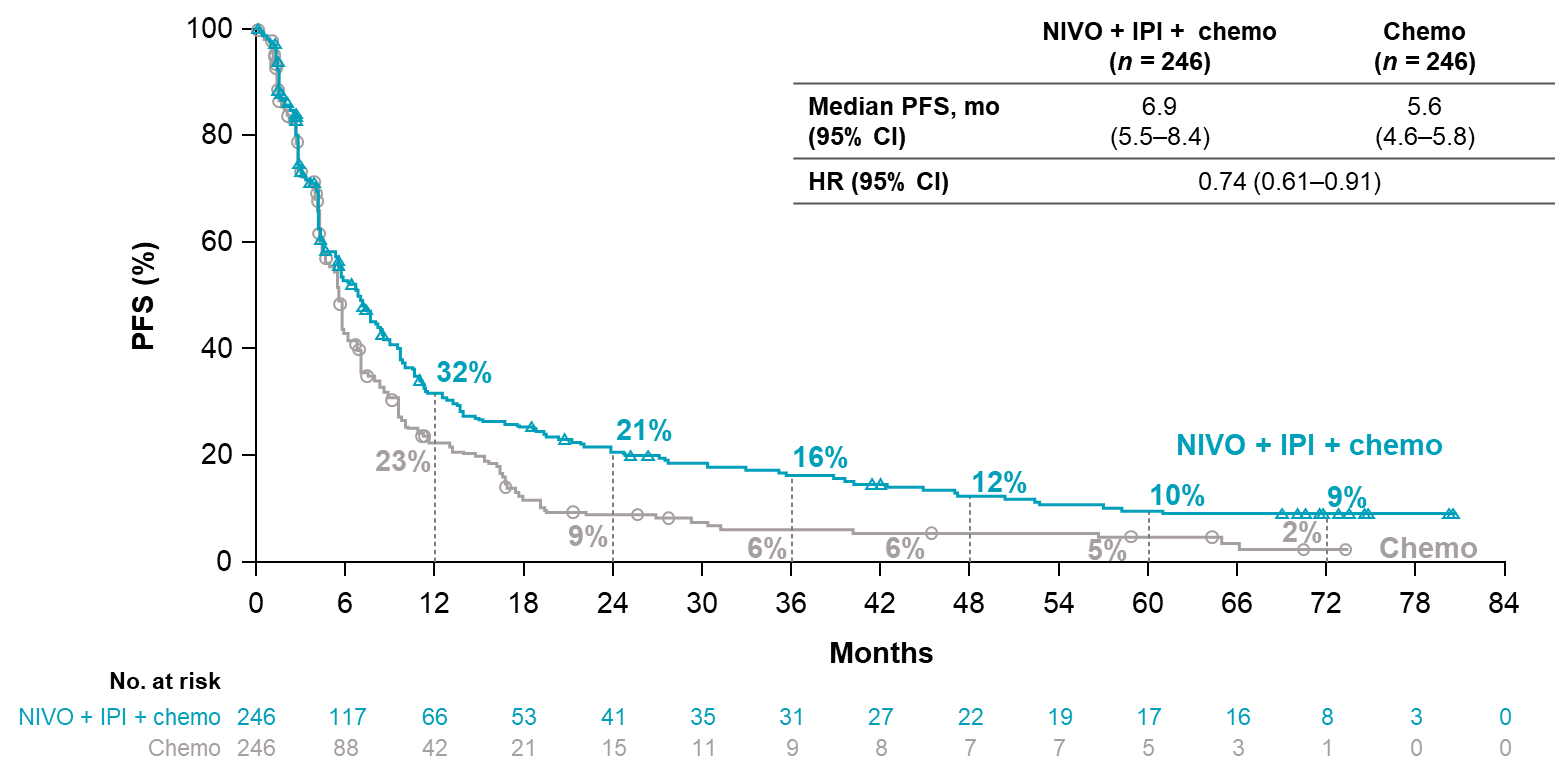 NIVO + IPI + chemo Chemo
(n = 246) (n = 246)
Median PFS, mo 6.9 5.6
(95% CI) (5.5–8.4) (4.6–5.8)
HR (95% CI) 0.74 (0.61–0.91)
PFS (%)
100
80
60
40
20
0
32%
21%
16%
12%
10%
9%
NIVO + IPI + chemo
23%
9%
6%
6%
5%
2%
Chemo
0 6 12 18 24 30 36 42 48 54 60 66 72 78 84
Months
No. at risk
NIVO + IPI + chemo 246 117 66 53 41 35 31 27 22 19 17 16 8 3 0
Chemo 246 88 42 21 15 11 9 8 7 7 5 3 1 0 0